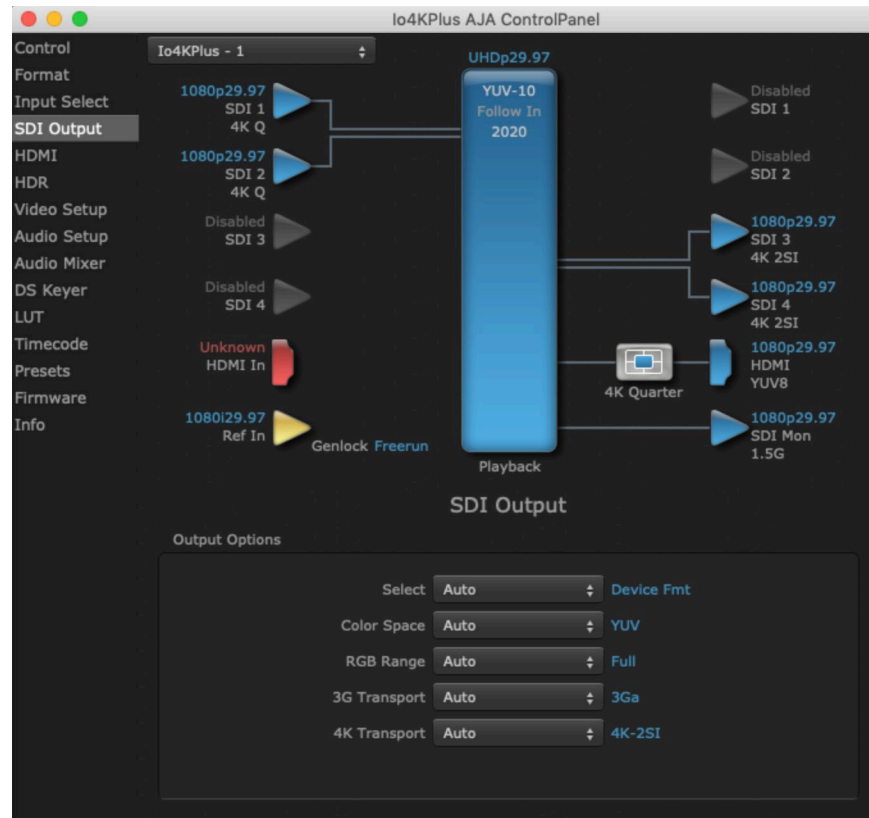 Io4KPlus AJA ControlPanel
Control
Format
Input Select
SDI Output
HDMI
HDR
Video Setup
Audio Setup
Audio Mixer
DS Keyer
LUT
Timecode
Presets
Firmware
Info
Io4KPlus - 1
UHDp29.97
YUV-10
Follow In
2020
1080p29.97
SDI 1
4K Q
1080p29.97
SDI 2
4K Q
Disabled
SDI 3
Disabled
SDI 4
Unknown
HDMI In
1080i29.97
Ref In
Genlock Freerun
Playback
Disabled
SDI 1
Disabled
SDI 2
1080p29.97
SDI 3
4K 2SI
1080p29.97
SDI 4
4K 2SI
4K Quarter
1080p29.97
HDMI
YUV8
1080p29.97
SDI Mon
1.5G
SDI Output
Output Options
Select Auto Device Fmt
Color Space Auto YUV
RGB Range Auto Full
3G Transport Auto 3Ga
4K Transport Auto 4K-2SI